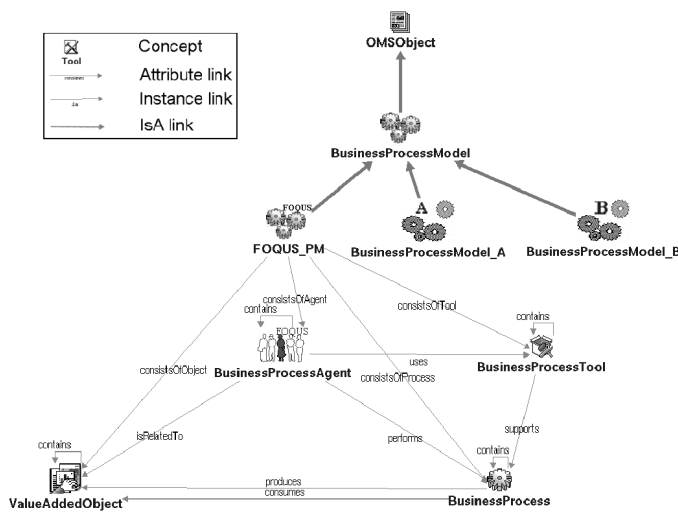 OMSObject
Concept
Tool
Attribute link
Instance link
IsA link
BusinessProcessModel
FOQUS
A
B
FOQUS_PM
BusinessProcessModel_A
BusinessProcessModel_B
consistsOfAgent
contains
consistsOfTool
contains
FOQUS
uses
BusinessProcessTool
consistsOfObject
BusinessProcessAgent
consistsOfProcess
isRelatedTo
performs
supports
contains
contains
produces
consumes
ValueAddedObject
BusinessProcess